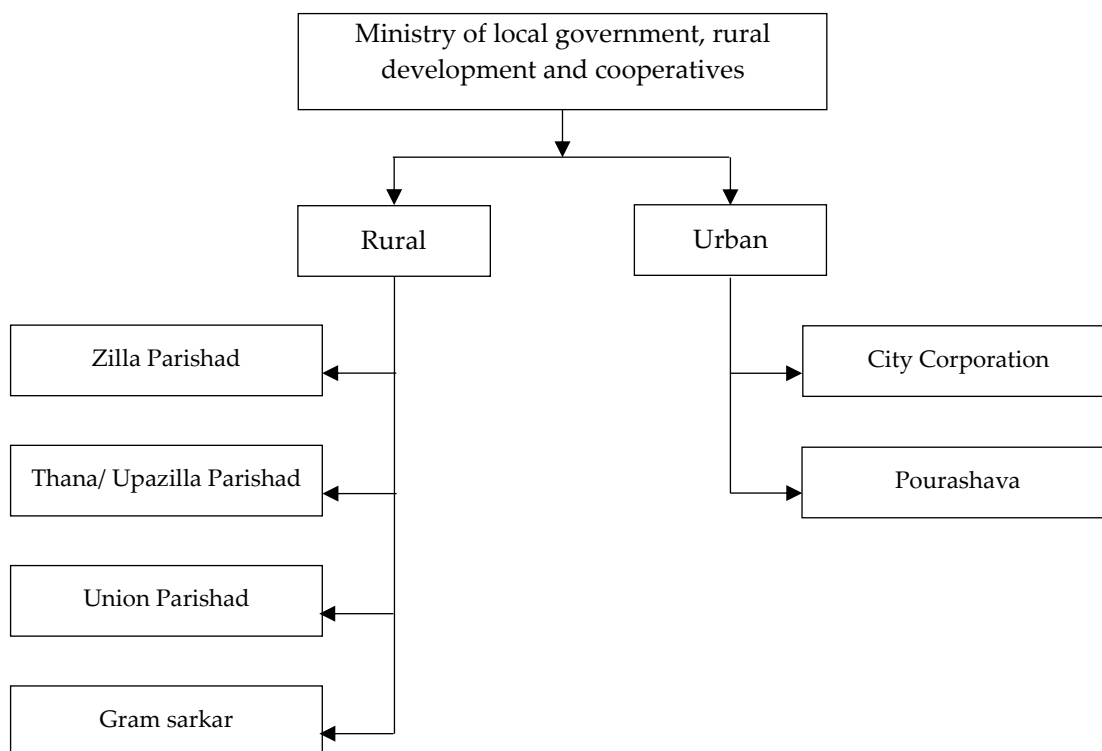 Ministry of local government, rural
development and cooperatives
Rural
Urban
Zilla Parishad
City Corporation
Thana/ Upazilla Parishad
Pourashava
Union Parishad
Gram sarkar